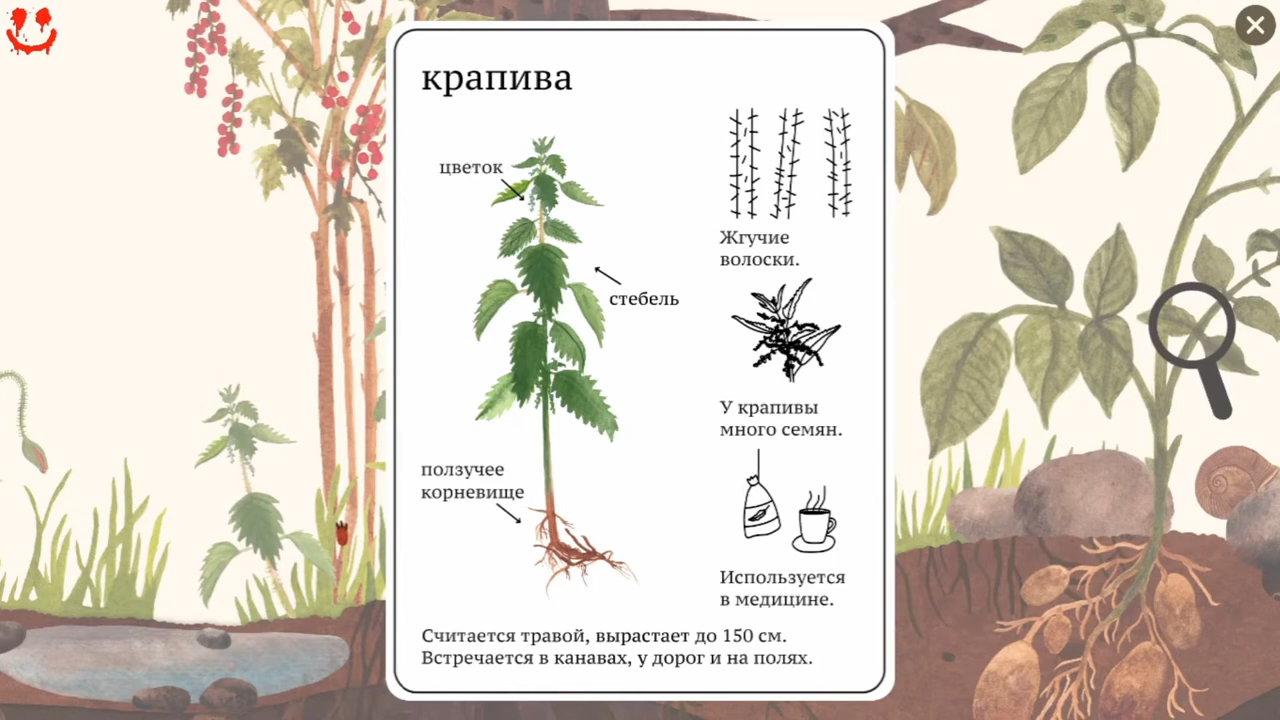 крапива
цветок
стебель
ползучее
корневище
Жгучие
волоски.
У крапивы
много семян.
Используется
в медицине.
Считается травой, вырастает до 150 см.
Встречается в канавах, у дорог и на полях.